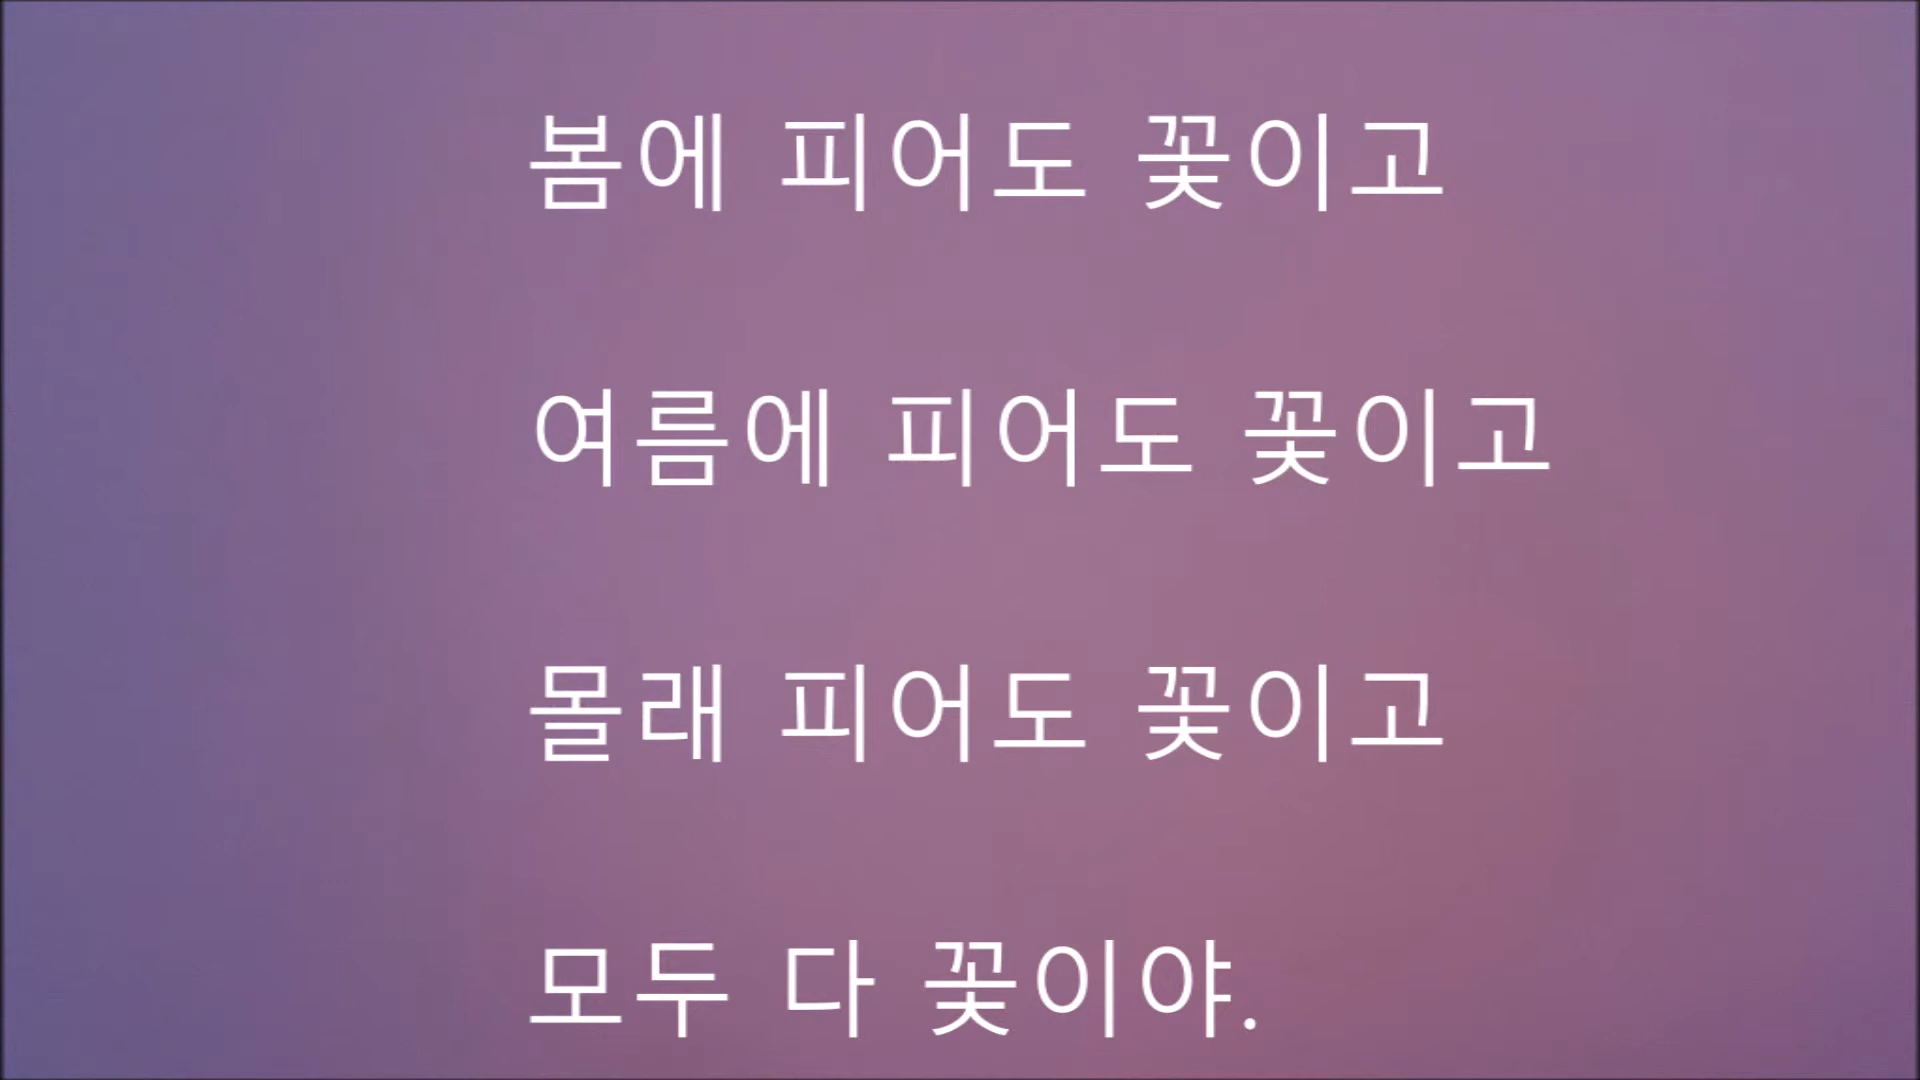 봄에 피어도 꽃이고
여름에 피어도 꽃이고
몰래 피어도 꽃이고
모두 다 꽃이야.